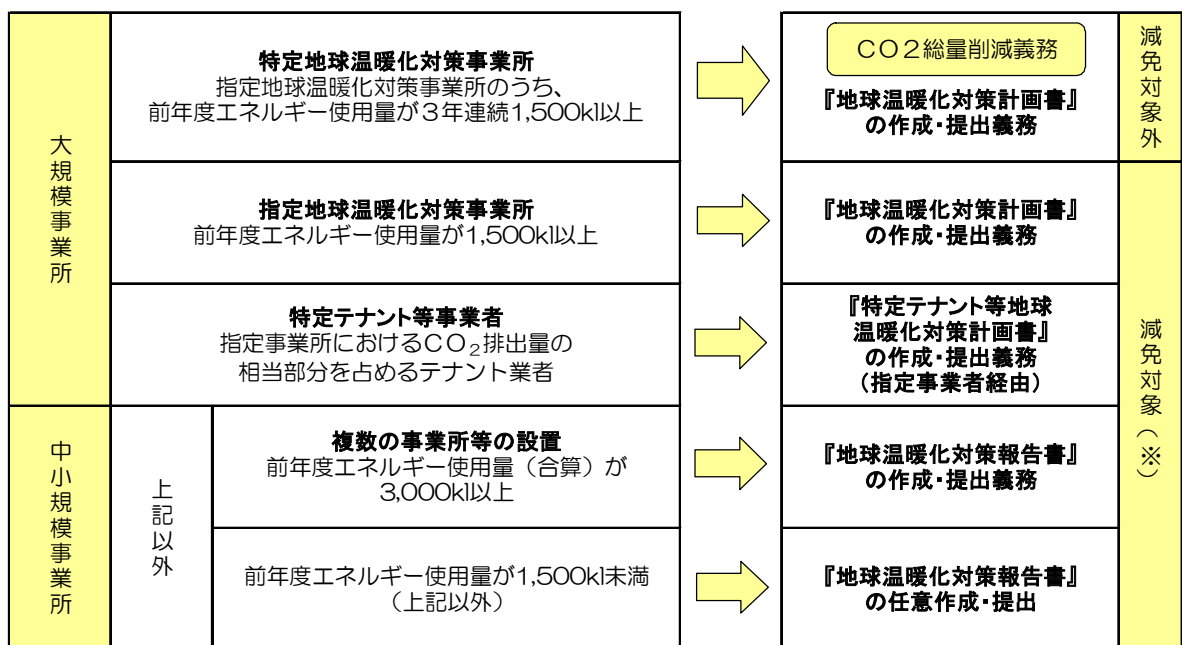 大規模事業所
特定地球温暖化対策事業所
指定地球温暖化対策事業所のうち、
前年度エネルギー使用量が３年連続1,500kl以上
ＣＯ２総量削減義務
『地球温暖化対策計画書』
の作成・提出義務
減免対象外
指定地球温暖化対策事業所
前年度エネルギー使用量が1,500kl以上
『地球温暖化対策計画書』
の作成・提出義務
特定テナント等事業者
指定事業所におけるＣＯ₂排出量の
相当部分を占めるテナント業者
『特定テナント等地球
温暖化対策計画書』
の作成・提出義務
（指定事業者経由）
減免対象（※）
中小規模事業所
上記以外
複数の事業所等の設置
前年度エネルギー使用量（合算）が
3,000kl以上
『地球温暖化対策報告書』
の作成・提出義務
前年度エネルギー使用量が1,500kl未満
（上記以外）
『地球温暖化対策報告書』
の任意作成・提出